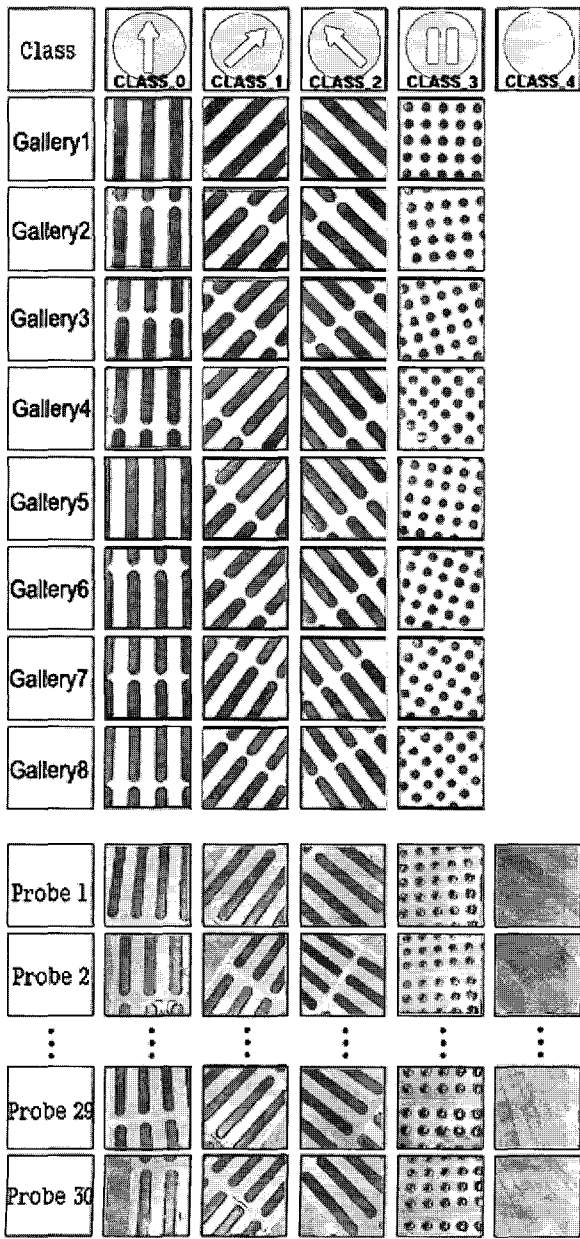 Class CLASS_0 CLASS_1 CLASS_2 CLASS_3 CLASS_4
Gallery1
Gallery2
Gallery3
Gallery4
Gallery5
Gallery6
Gallery7
Gallery8
Probe 1
Probe 2
Probe 29
Probe 30